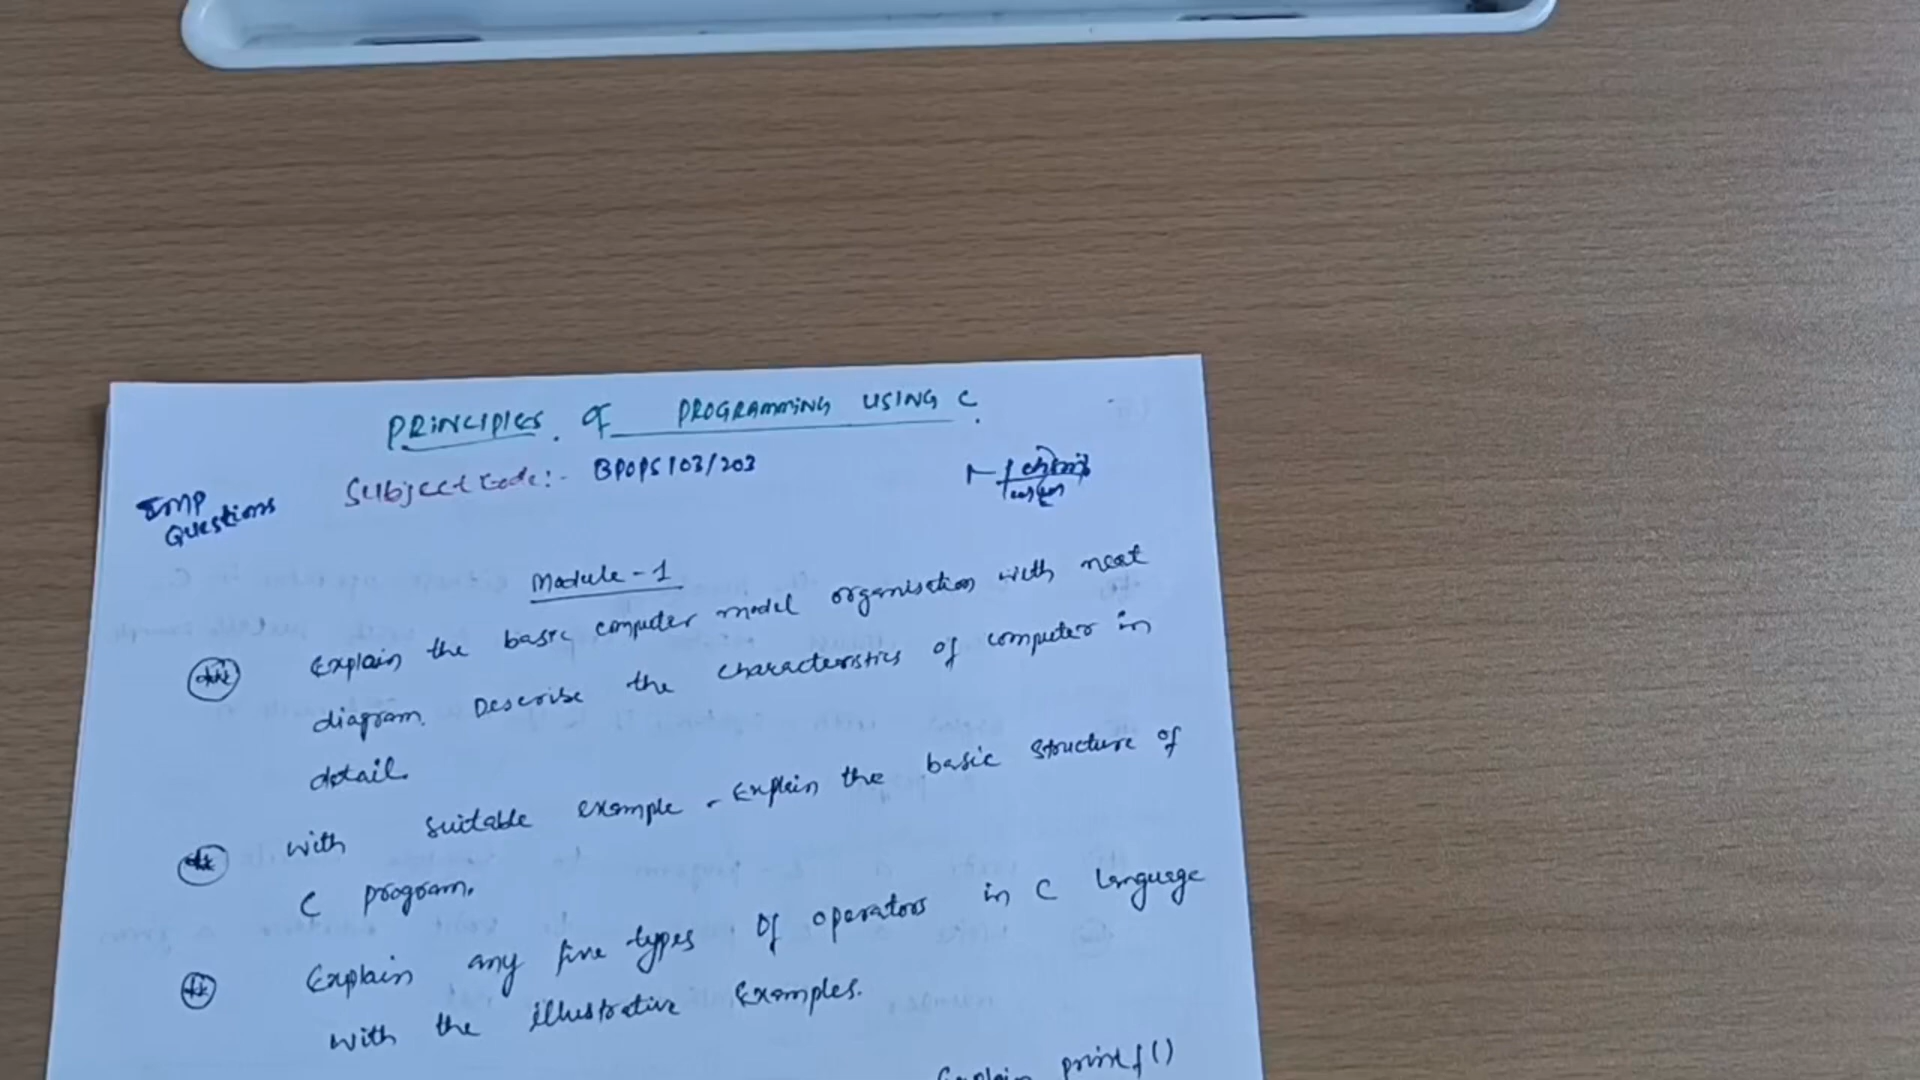 PRINCIPLES OF PROGRAMMING USING C
Subject Code:- BPOPS103/203
IMP
Questions
Module-1
Explain the basic computer model organisation with neat
diagram. Describe the characteristics of computer in
detail.
With suitable example. Explain the basic structure of
C program.
Explain any five types of operators in C language
with the illustrative Examples.
Explain printf()